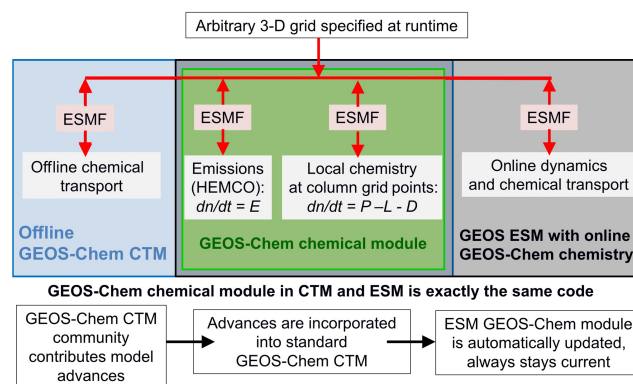 Arbitrary 3-D grid specified at runtime
ESMF
ESMF
ESMF
ESMF
Offline chemical
transport
Emissions
(HEMCO):
dn/dt = E
Local chemistry
at column grid points:
dn/dt = P –L - D
Online dynamics
and chemical transport
Offline
GEOS-Chem CTM
GEOS-Chem chemical module
GEOS ESM with online
GEOS-Chem chemistry
GEOS-Chem chemical module in CTM and ESM is exactly the same code
GEOS-Chem CTM
community
contributes model
advances
Advances are incorporated
into standard
GEOS-Chem CTM
ESM GEOS-Chem module
is automatically updated,
always stays current